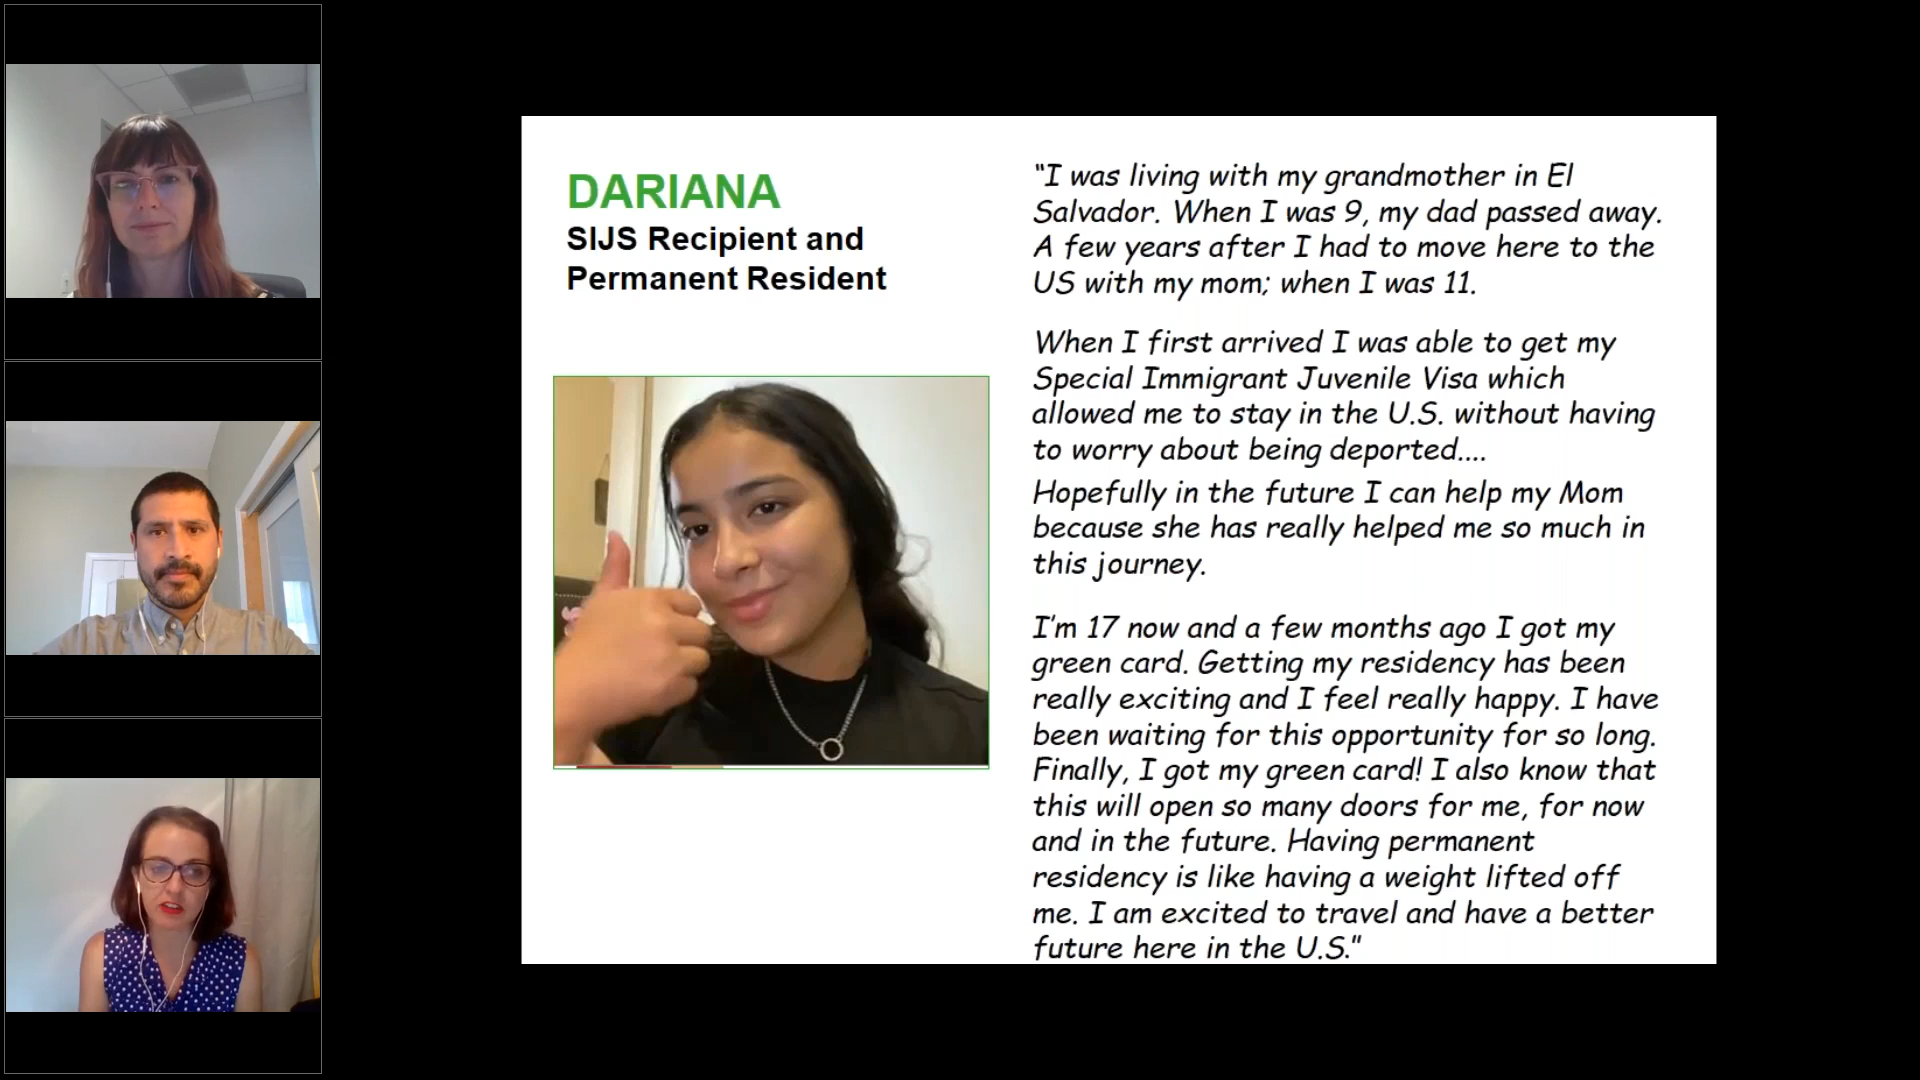 DARIANA
SIJS Recipient and
Permanent Resident
"I was living with my grandmother in El
Salvador. When I was 9, my dad passed away.
A few years after I had to move here to the
US with my mom; when I was 11.
When I first arrived I was able to get my
Special Immigrant Juvenile Visa which
allowed me to stay in the U.S. without having
to worry about being deported....
Hopefully in the future I can help my Mom
because she has really helped me so much in
this journey.
I'm 17 now and a few months ago I got my
green card. Getting my residency has been
really exciting and I feel really happy. I have
been waiting for this opportunity for so long.
Finally, I got my green card! I also know that
this will open so many doors for me, for now
and in the future. Having permanent
residency is like having a weight lifted off
me. I am excited to travel and have a better
future here in the U.S."